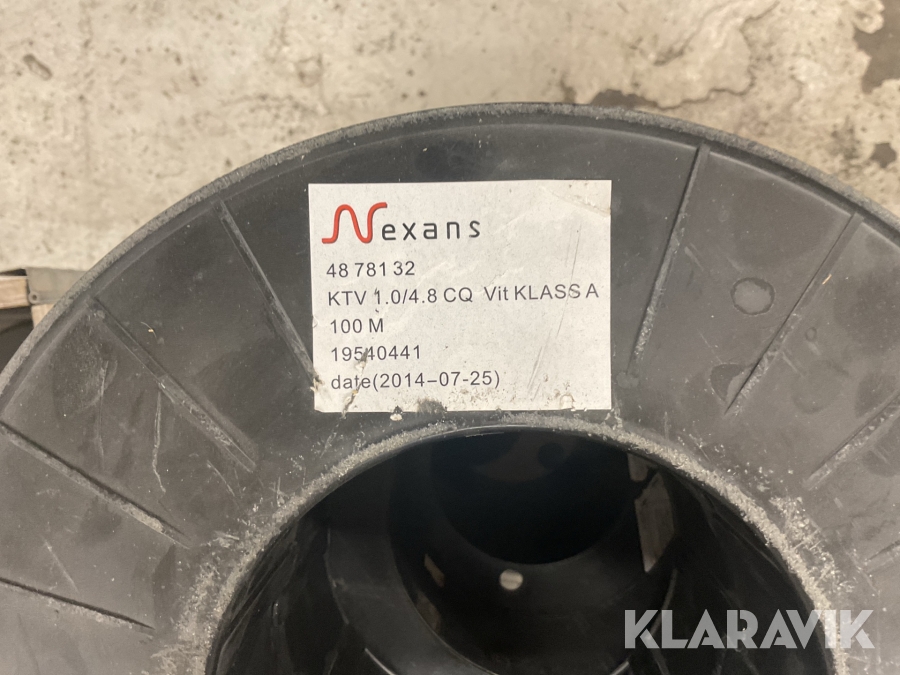 Nexans
48 781 32
KTV 1.0/4.8 CQ Vit KLASS A
100 M
19540441
date(2014-07-25)
KLARAVIK